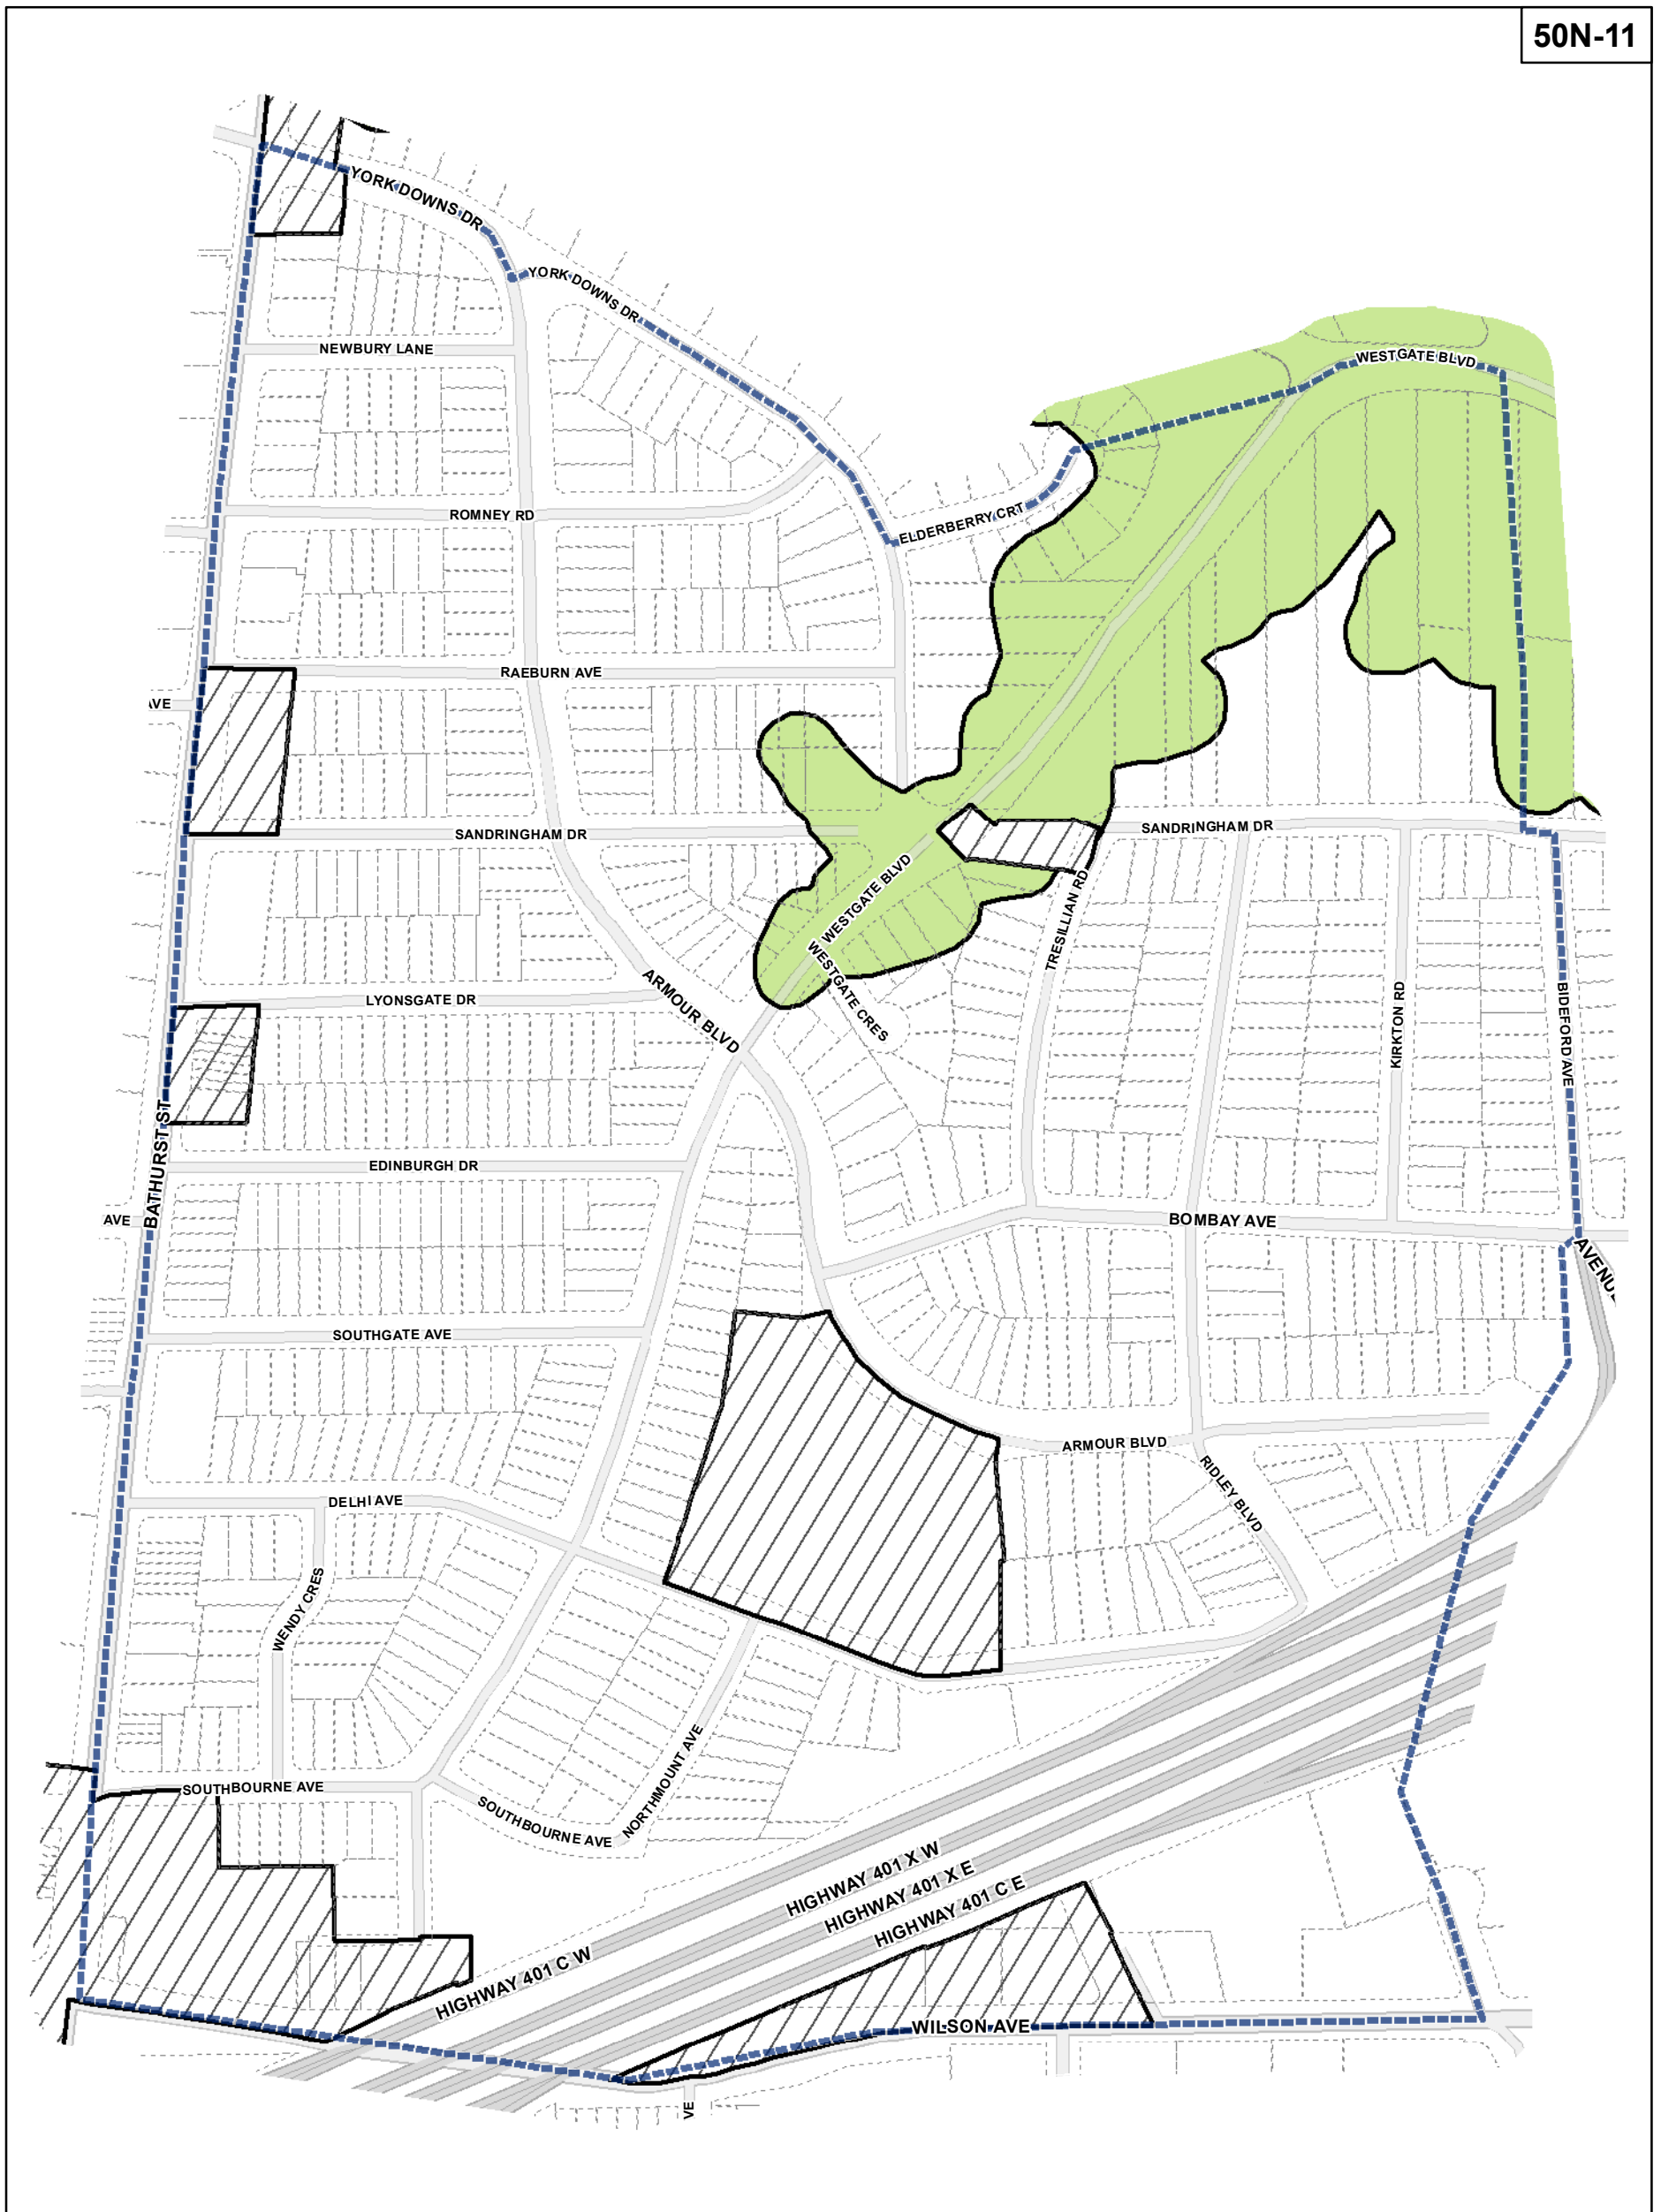 50N-11
YORK DOWNS DR
YORK DOWNS DR
NEWBURY LANE
WESTGATE BLVD
ROMNEY RD
ELDERBERRY CRT
RAEBURN AVE
AVE
SANDRINGHAM DR
SANDRINGHAM DR
WESTGATE BLVD
W WESTGATE CRES
TRESILLIAN RD
LYONSGATE DR
ARMOUR BLVD
KIRKTON RD
BIDEFORD AVE
BATHURST ST
EDINBURGH DR
AVE
BOMBAY AVE
AVENU
SOUTHGATE AVE
ARMOUR BLVD
RIDLEY BLVD
DELHI AVE
WENDY CRES
SOUTHBOURNE AVE
SOUTHBOURNE AVE
NORTHMOUNT AVE
HIGHWAY 401 X W
HIGHWAY 401 X E
HIGHWAY 401 C E
HIGHWAY 401 C W
WILSON AVE
VE